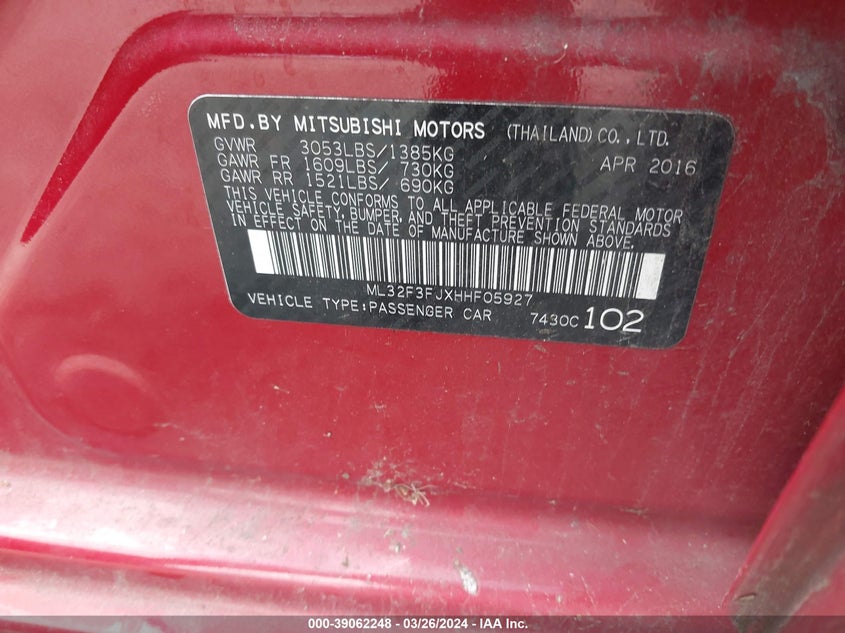 MFD.BY MITSUBISHI MOTORS (THAILAND)CO.,LTD.
GVWR 3053LBS/1385KG
GAWR FR 1609LBS/ 730KG APR 2016
GAWR RR 1521LBS/ 690KG
THIS VEHICLE CONFORMS TO ALL APPLICABLE FEDERAL MOTOR
VEHICLE SAFETY, BUMPER, AND THEFT PREVENTION STANDARDS
IN EFFECT ON THE DATE OF MANUFACTURE SHOWN ABOVE.
ML32F3FJXHHF05927
VEHICLE TYPE:PASSENGER CAR 7430C 102
000-39062248 - 03/26/2024 - IAA Inc.